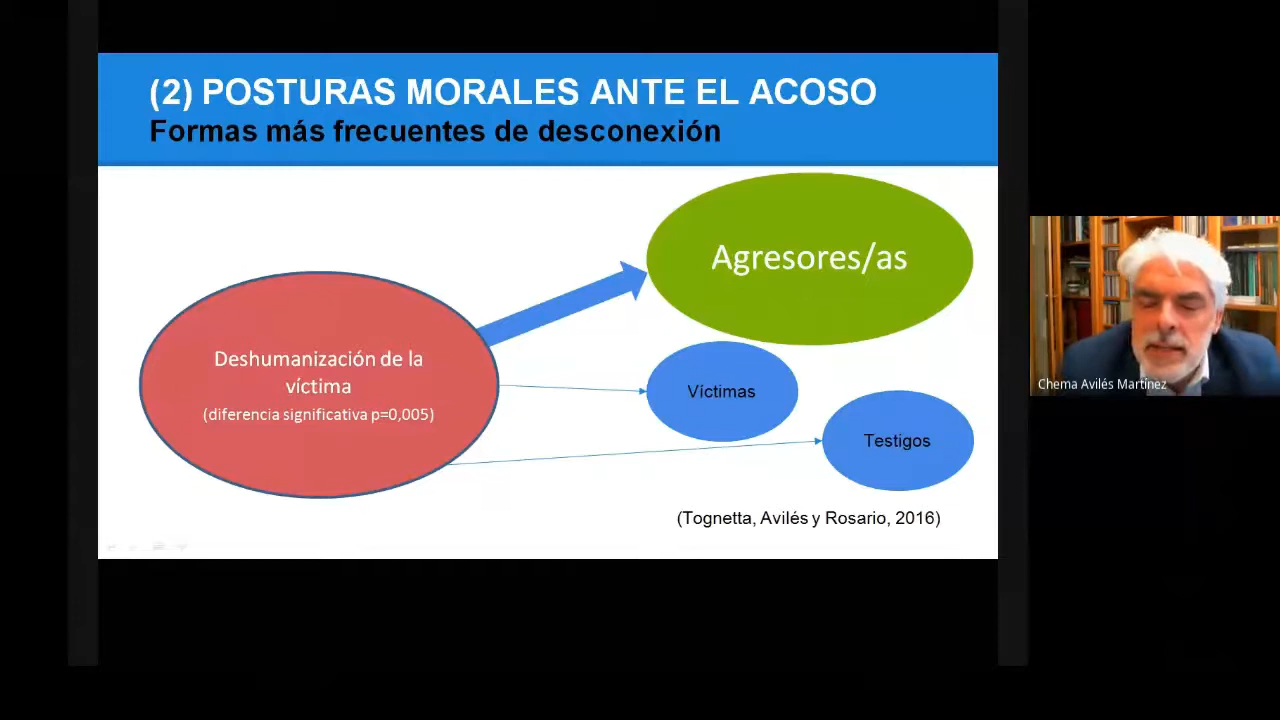 (2) POSTURAS MORALES ANTE EL ACOSO
Formas más frecuentes de desconexión
Agresores/as
Deshumanización de la
víctima
(diferencia significativa p=0,005)
Víctimas
Testigos
(Tognetta, Avilés y Rosario, 2016)
Chema Avilés Martínez